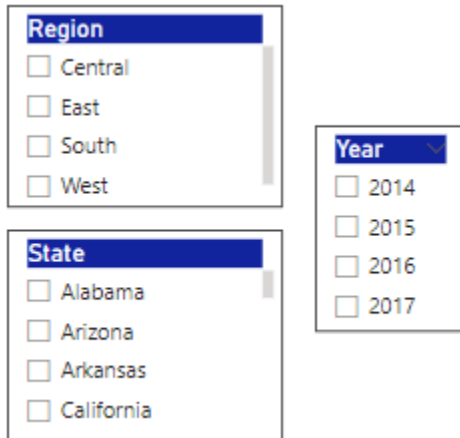 Region
Central
East
South
West
State
Alabama
Arizona
Arkansas
California
Year
2014
2015
2016
2017